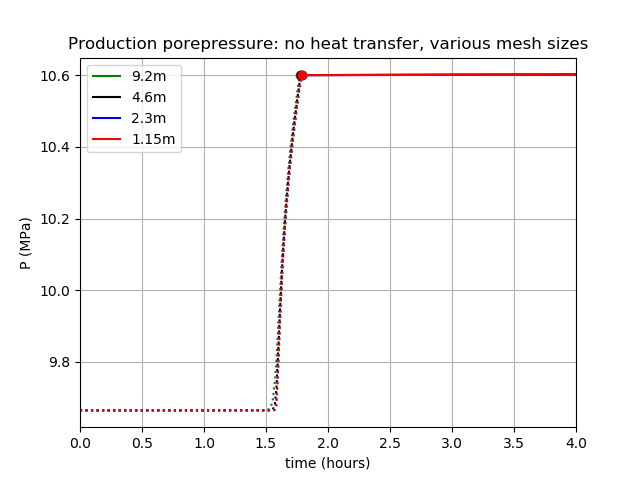 Production porepressure: no heat transfer, various mesh sizes
9.2m
4.6m
2.3m
1.15m
10.6
10.4
10.2
10.0
9.8
P (MPa)
0.0 0.5 1.0 1.5 2.0 2.5 3.0 3.5 4.0
time (hours)